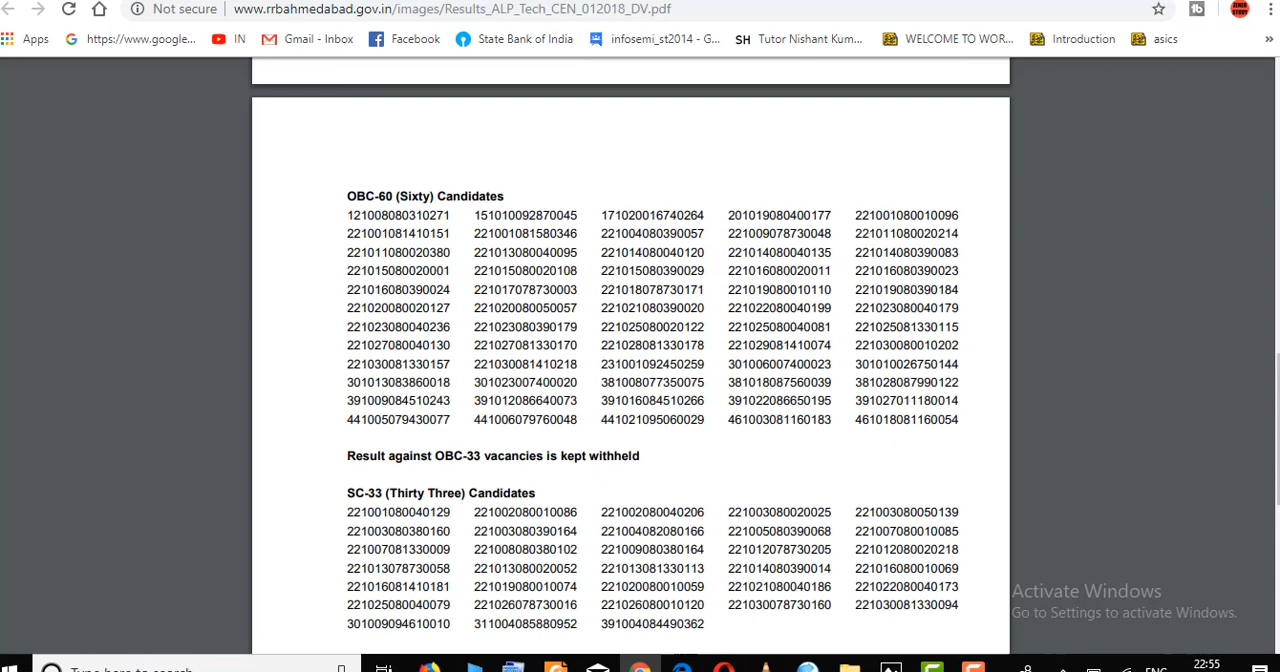 Not secure | www.rrbahmedabad.gov.in/images/Results_ALP_Tech_CEN_012018_DV.pdf
Apps https://www.google... IN Gmail - Inbox Facebook State Bank of India infosemi_st2014 - G... SH Tutor Nishant Kum... WELCOME TO WOR... Introduction asics »
OBC-60 (Sixty) Candidates
121008080310271 151010092870045 171020016740264 201019080400177 221001080010096
221001081410151 221001081580346 221004080390057 221009078730048 221011080020214
221011080020380 221013080040095 221014080040120 221014080040135 221014080390083
221015080020001 221015080020108 221015080390029 221016080020011 221016080390023
221016080390024 221017078730003 221018078730171 221019080010110 221019080390184
221020080020127 221020080050057 221021080390020 221022080040199 221023080040179
221023080040236 221023080390179 221025080020122 221025080040081 221025081330115
221027080040130 221027081330170 221028081330178 221029081410074 221030080010202
221030081330157 221030081410218 231001092450259 301006007400023 301010026750144
301013083860018 301023007400020 381008077350075 381018087560039 381028087990122
391009084510243 391012086640073 391016084510266 391022086650195 391027011180014
441005079430077 441006079760048 441021095060029 461003081160183 461018081160054
Result against OBC-33 vacancies is kept withheld
SC-33 (Thirty Three) Candidates
221001080040129 221002080010086 221002080040206 221003080020025 221003080050139
221003080380160 221003080390164 221004082080166 221005080390068 221007080010085
221007081330009 221008080380102 221009080380164 221012078730205 221012080020218
221013078730058 221013080020052 221013081330113 221014080390014 221016080010069
221016081410181 221019080010074 221020080010059 221021080040186 221022080040173
221025080040079 221026078730016 221026080010120 221030078730160 221030081330094
301009094610010 311004085880952 391004084490362
Activate Windows
Go to Settings to activate Windows.
Type here to search
ENG
22:55